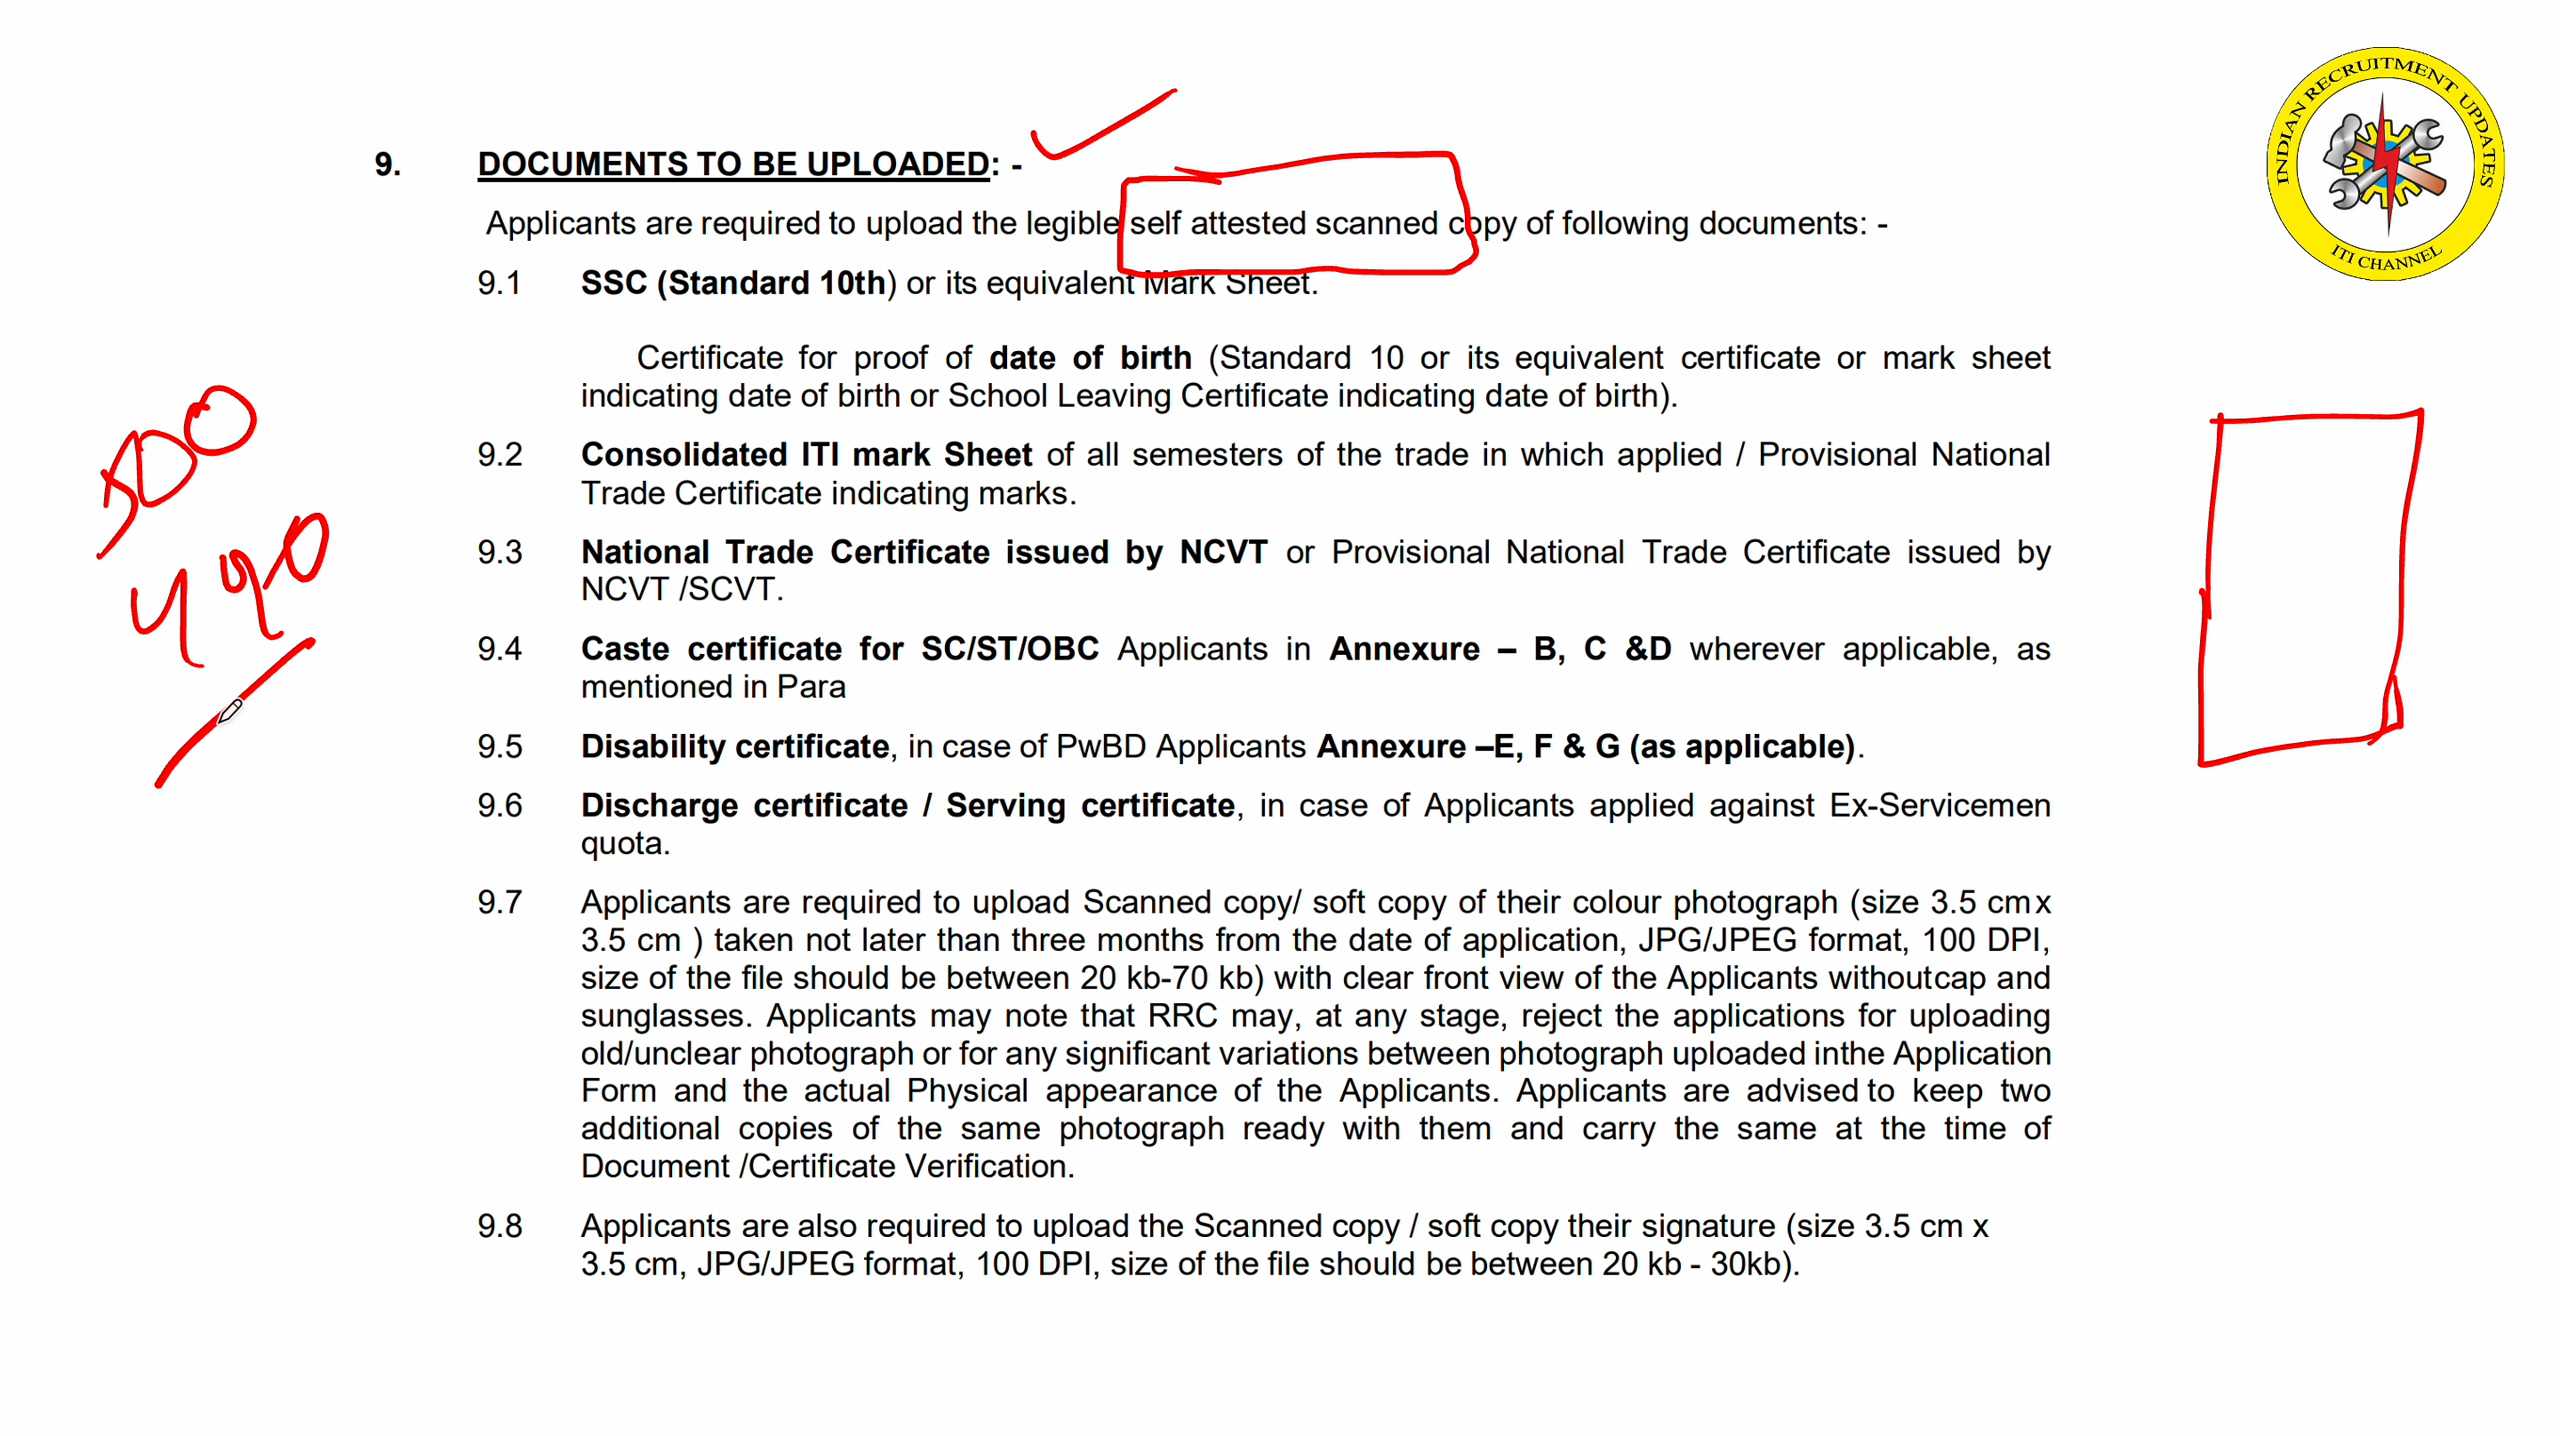 INDIAN RECRUITMENT UPDATES
ITI CHANNEL
9. DOCUMENTS TO BE UPLOADED: -
Applicants are required to upload the legible self attested scanned copy of following documents: -
9.1 SSC (Standard 10th) or its equivalent Mark Sheet.
Certificate for proof of date of birth (Standard 10 or its equivalent certificate or mark sheet
indicating date of birth or School Leaving Certificate indicating date of birth).
500
490
9.2 Consolidated ITI mark Sheet of all semesters of the trade in which applied / Provisional National
Trade Certificate indicating marks.
9.3 National Trade Certificate issued by NCVT or Provisional National Trade Certificate issued by
NCVT /SCVT.
9.4 Caste certificate for SC/ST/OBC Applicants in Annexure – B, C &D wherever applicable, as
mentioned in Para
9.5 Disability certificate, in case of PwBD Applicants Annexure –E, F & G (as applicable).
9.6 Discharge certificate / Serving certificate, in case of Applicants applied against Ex-Servicemen
quota.
9.7 Applicants are required to upload Scanned copy/ soft copy of their colour photograph (size 3.5 cmx
3.5 cm ) taken not later than three months from the date of application, JPG/JPEG format, 100 DPI,
size of the file should be between 20 kb-70 kb) with clear front view of the Applicants withoutcap and
sunglasses. Applicants may note that RRC may, at any stage, reject the applications for uploading
old/unclear photograph or for any significant variations between photograph uploaded inthe Application
Form and the actual Physical appearance of the Applicants. Applicants are advised to keep two
additional copies of the same photograph ready with them and carry the same at the time of
Document /Certificate Verification.
9.8 Applicants are also required to upload the Scanned copy / soft copy their signature (size 3.5 cm x
3.5 cm, JPG/JPEG format, 100 DPI, size of the file should be between 20 kb - 30kb).